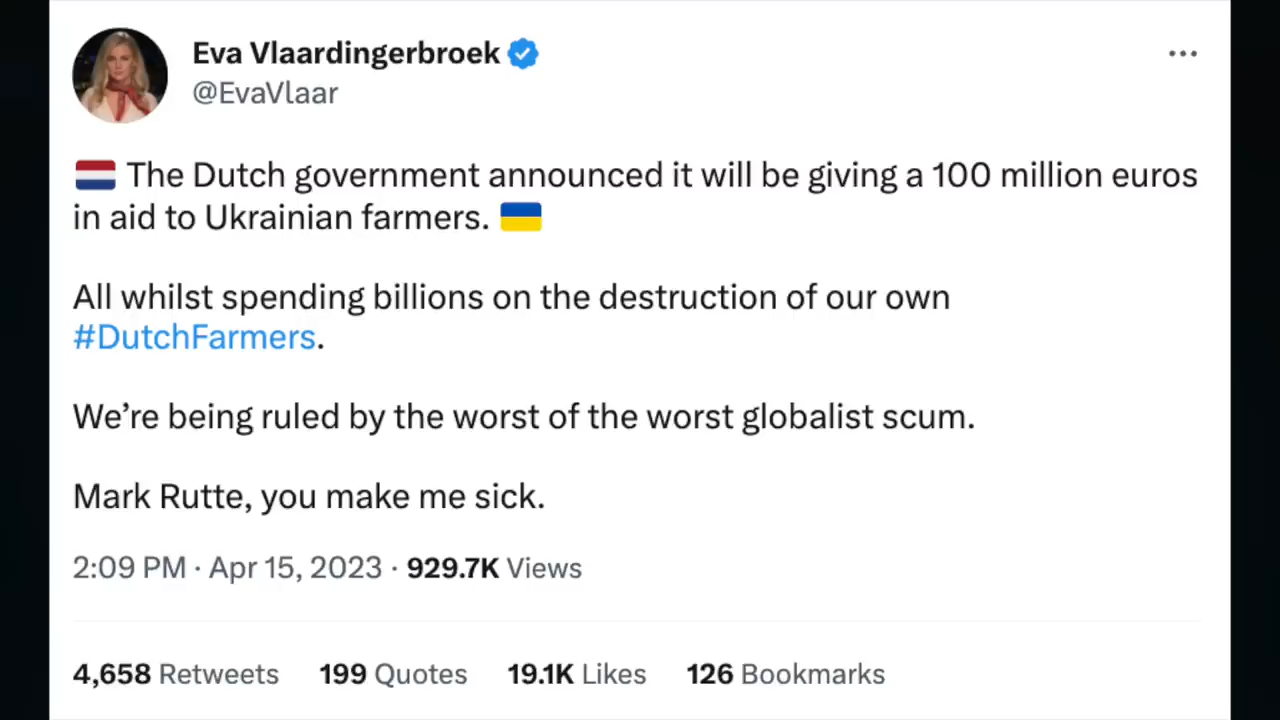 Eva Vlaardingerbroek
@EvaVlaar
🇳🇱 The Dutch government announced it will be giving a 100 million euros
in aid to Ukrainian farmers. 🇺🇦
All whilst spending billions on the destruction of our own
#DutchFarmers.
We’re being ruled by the worst of the worst globalist scum.
Mark Rutte, you make me sick.
2:09 PM · Apr 15, 2023 · 929.7K Views
4,658 Retweets 199 Quotes 19.1K Likes 126 Bookmarks